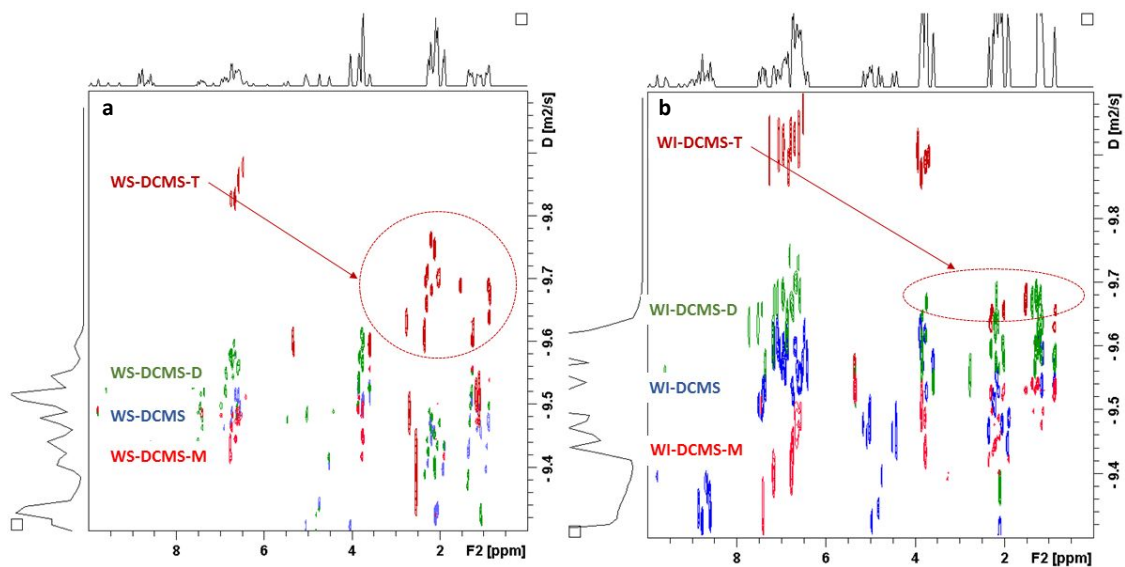 a
D [m2/s]
WS-DCMS-T
- 9.8
- 9.7
- 9.6
WS-DCMS-D
- 9.5
WS-DCMS
WS-DCMS-M
- 9.4
8 6 4 2 F2 [ppm]
b
D [m2/s]
WI-DCMS-T
- 9.8
- 9.7
WI-DCMS-D
- 9.6
WI-DCMS
- 9.5
WI-DCMS-M
- 9.4
8 6 4 2 F2 [ppm]